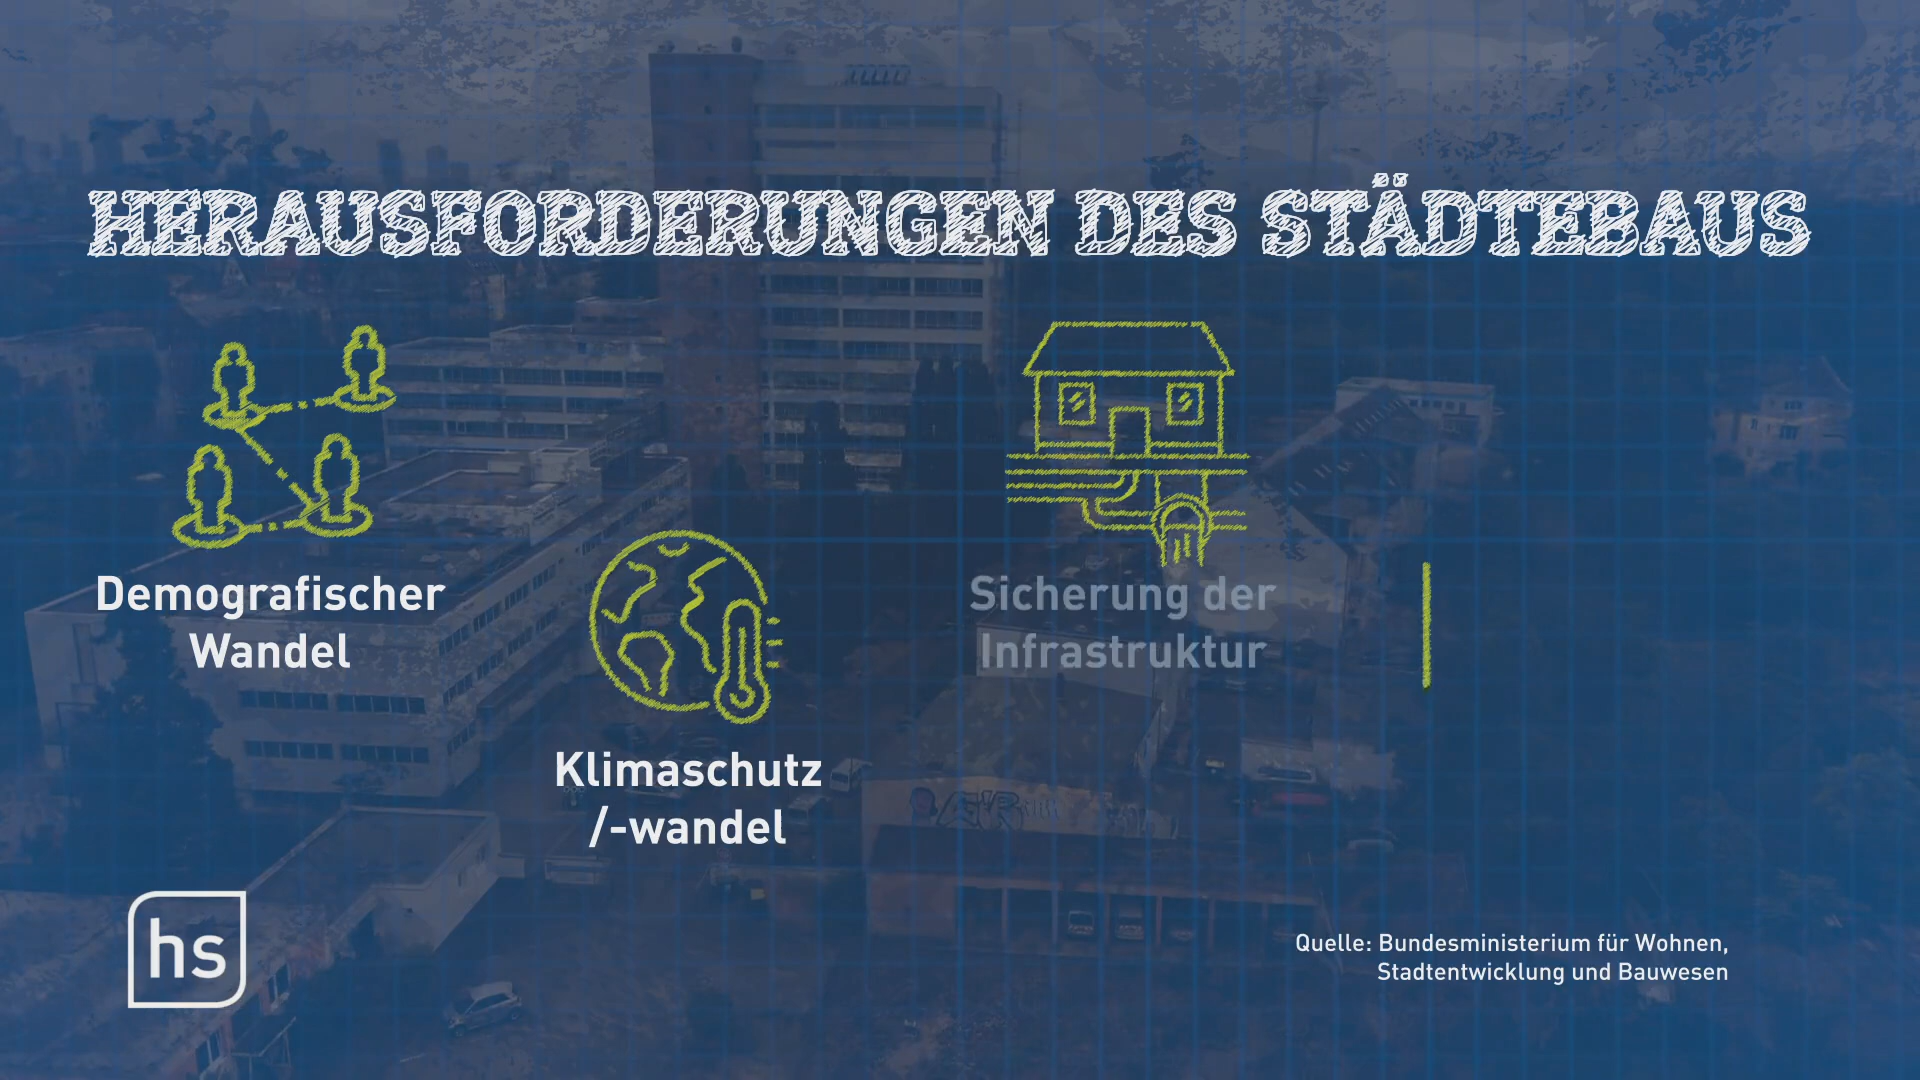 HERAUSFORDERUNGEN DES STÄDTEBAUS
Demografischer
Wandel
Klimaschutz
/-wandel
Sicherung der
Infrastruktur
hs
Quelle: Bundesministerium für Wohnen,
Stadtentwicklung und Bauwesen